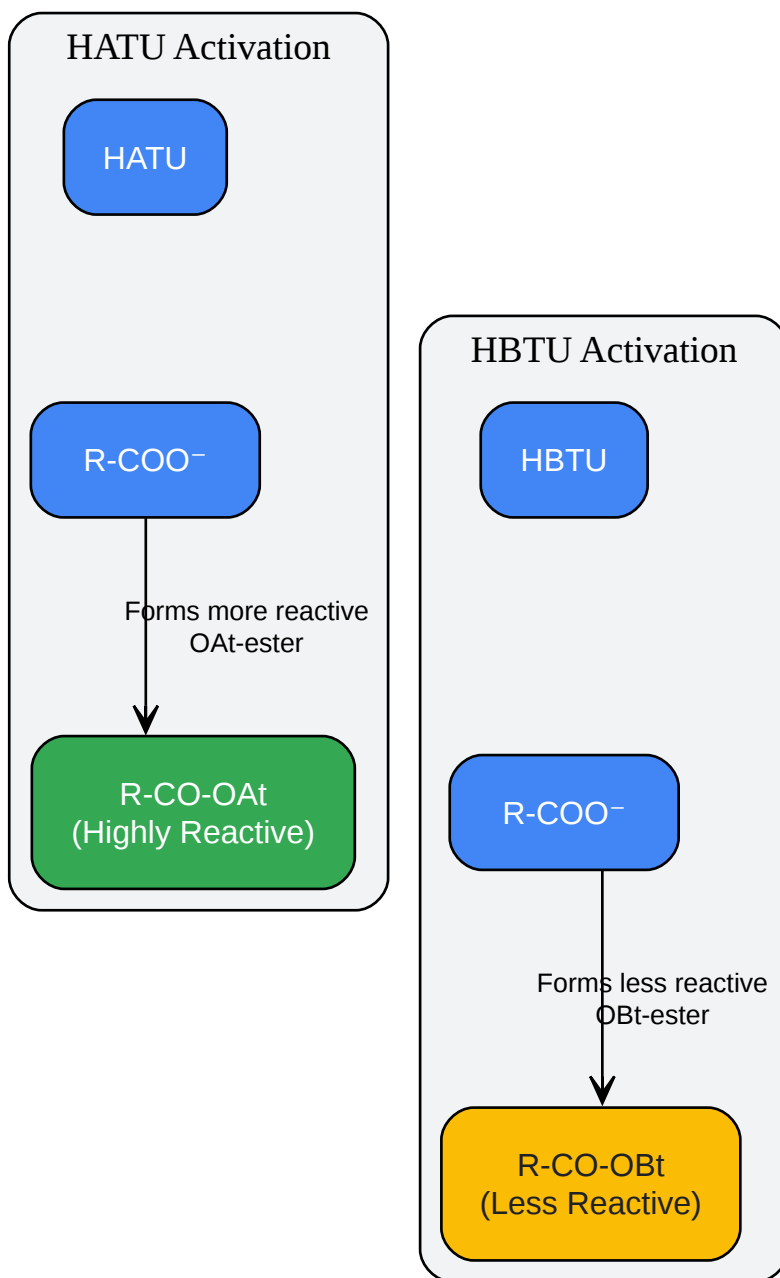 HATU Activation
HATU
R-COO⁻
Forms more reactive
OAt-ester
R-CO-OAt
(Highly Reactive)
HBTU Activation
HBTU
R-COO⁻
Forms less reactive
OBt-ester
R-CO-OBt
(Less Reactive)